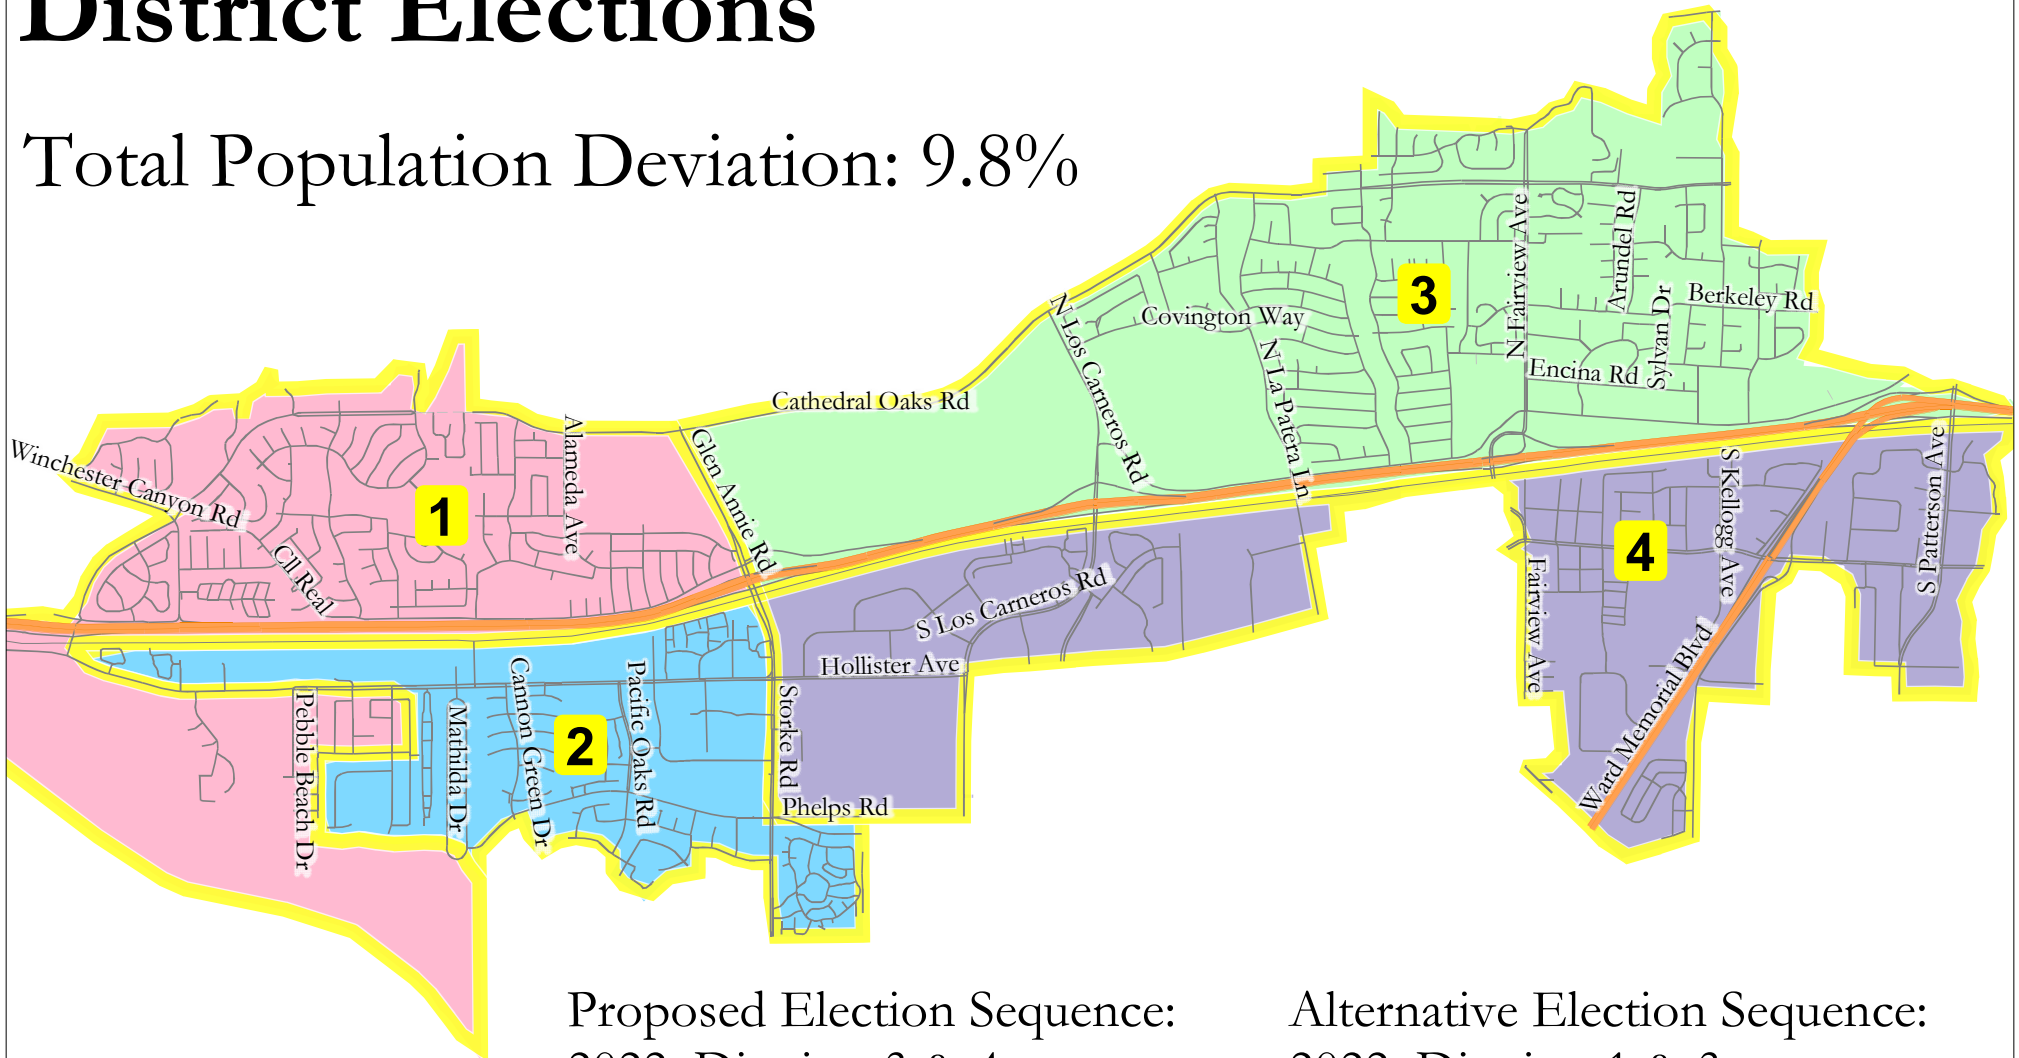 District Elections
Total Population Deviation: 9.8%
3
N Fairview Ave
Arundel Rd
Sylvan Dr
Berkeley Rd
Encina Rd
Covington Way
N Los Carneros Rd
N La Patera Ln
Cathedral Oaks Rd
Winchester Canyon Rd
1
Alameda Ave
Glen Annie Rd
Cll Real
4
S Kellogg Ave
S Patterson Ave
Fairview Ave
Ward Memorial Blvd
S Los Carneros Rd
Hollister Ave
Pebble Beach Dr
Mathilda Dr
Cannon Green Dr
2
Pacific Oaks Rd
Storke Rd
Phelps Rd
Proposed Election Sequence:
Alternative Election Sequence: